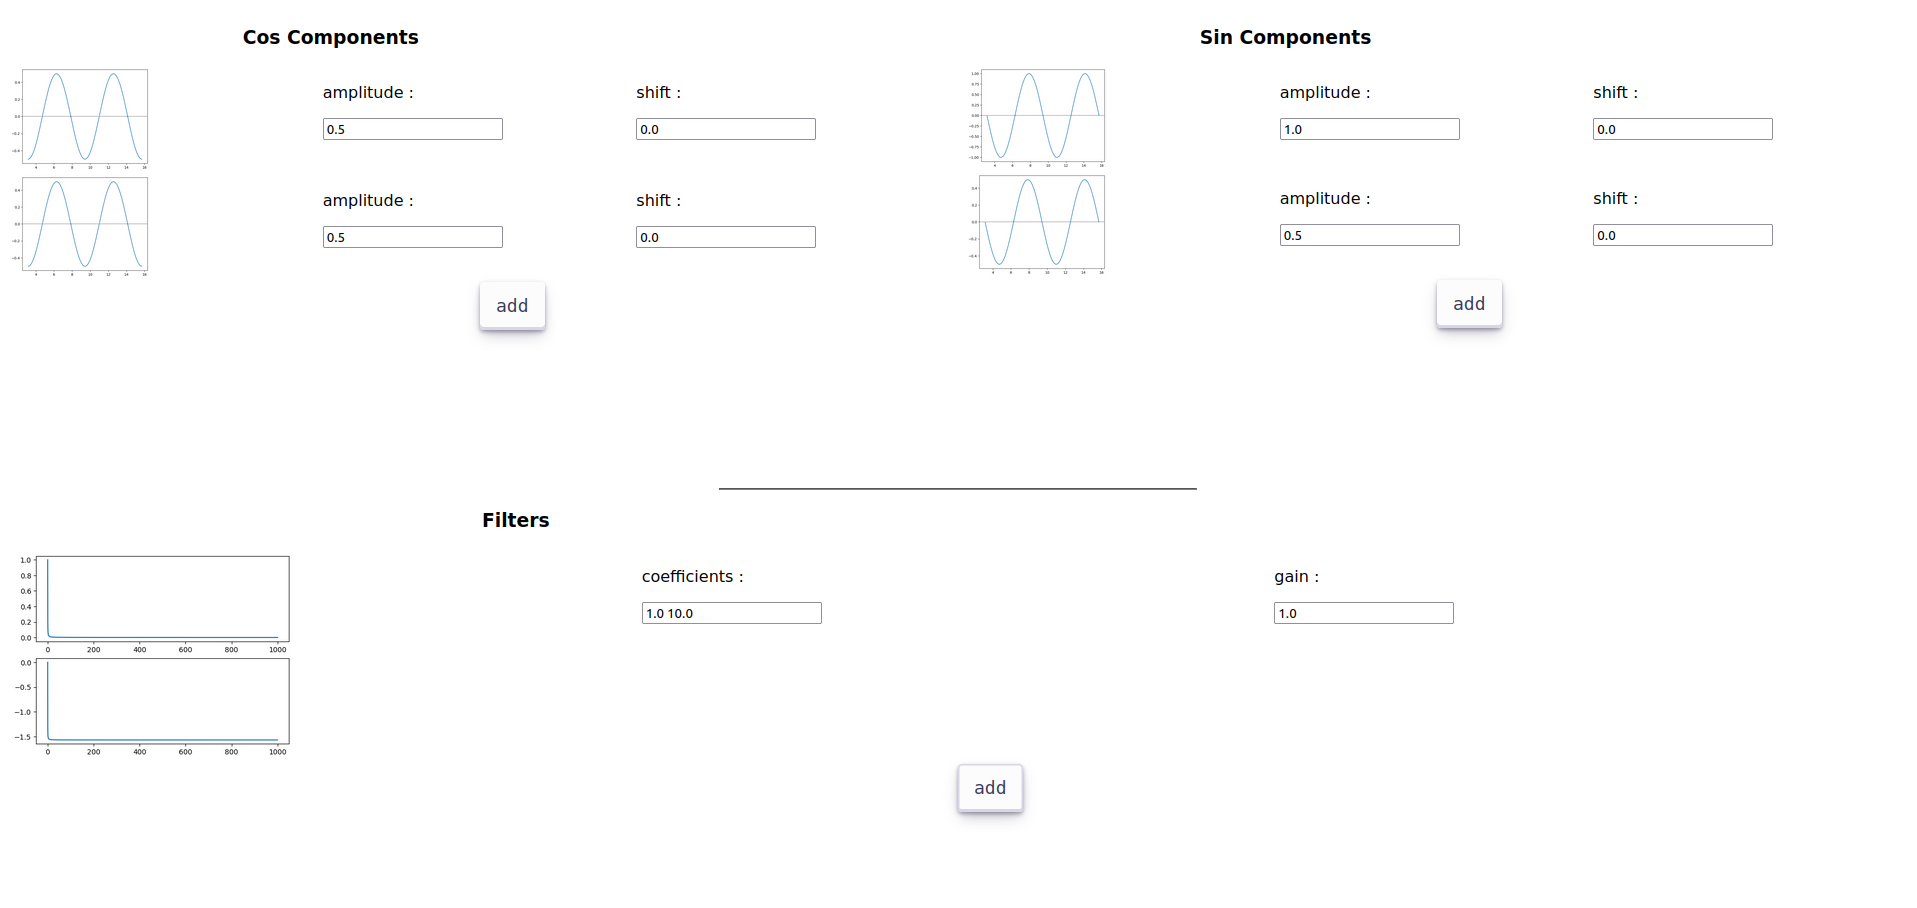 Cos Components
amplitude :
shift :
0.5
0.0
amplitude :
shift :
0.5
0.0
add
Sin Components
amplitude :
shift :
1.0
0.0
amplitude :
shift :
0.5
0.0
add
Filters
1.0
0.8
0.6
0.4
0.2
0.0
0 200 400 600 800 1000
0.0
−0.5
−1.0
−1.5
0 200 400 600 800 1000
coefficients :
1.0 10.0
gain :
1.0
add